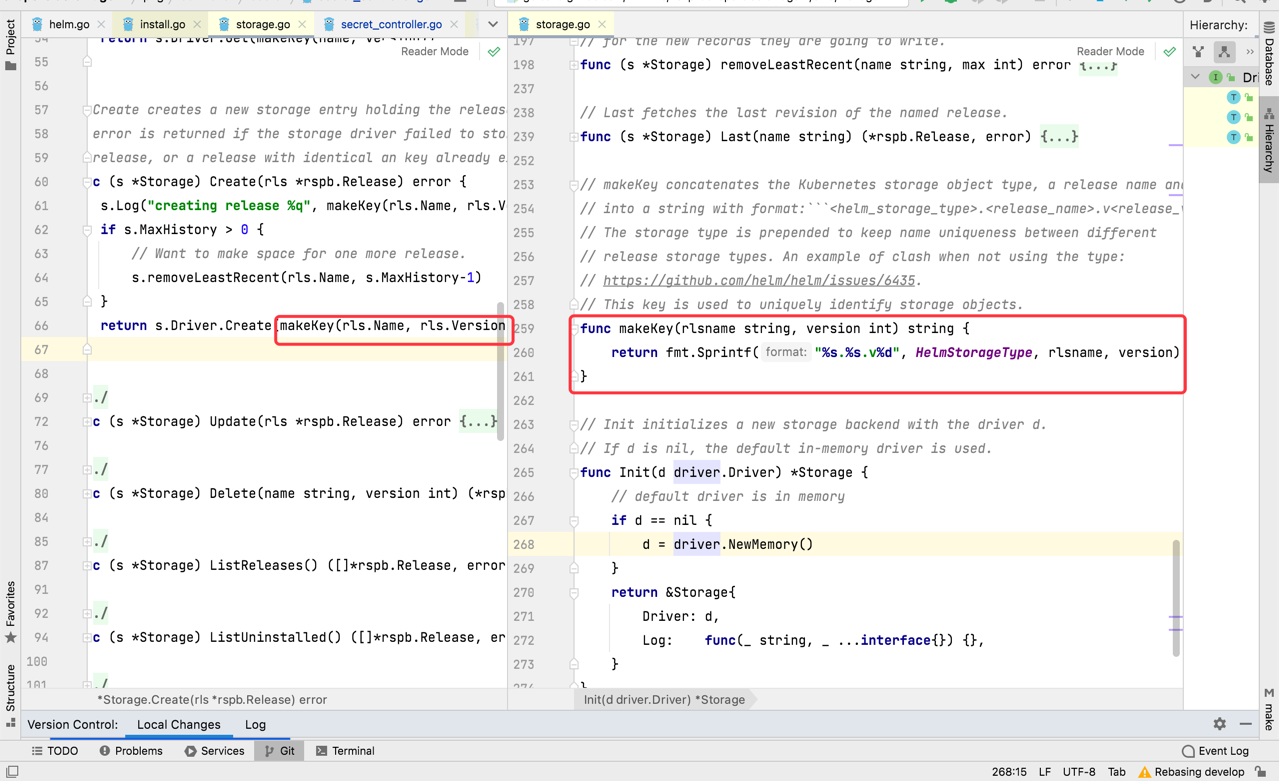 helm.go
install.go
storage.go
secret_controller.go
storage.go
Hierarchy:
Project
Reader Mode
55
56
57 Create creates a new storage entry holding the releas
58 error is returned if the storage driver failed to sto
59 release, or a release with identical an key already e
60 c (s *Storage) Create(rls *rspb.Release) error {
61 s.Log("creating release %q", makeKey(rls.Name, rls.V
62 if s.MaxHistory > 0 {
63 // Want to make space for one more release.
64 s.removeLeastRecent(rls.Name, s.MaxHistory-1)
65 }
66 return s.Driver.Create(makeKey(rls.Name, rls.Version
67
68
69 ./
72 c (s *Storage) Update(rls *rspb.Release) error {...}
76
77 ./
80 c (s *Storage) Delete(name string, version int) (*rsp
84
85 ./
87 c (s *Storage) ListReleases() ([]*rspb.Release, error
91
92 ./
94 c (s *Storage) ListUninstalled() ([]*rspb.Release, er
100
101 ./
*Storage.Create(rls *rspb.Release) error
197 // for the new records they are going to write.
Reader Mode
198 func (s *Storage) removeLeastRecent(name string, max int) error {...}
237
238 // Last fetches the last revision of the named release.
239 func (s *Storage) Last(name string) (*rspb.Release, error) {...}
252
253 // makeKey concatenates the Kubernetes storage object type, a release name an
254 // into a string with format:```<helm_storage_type>.<release_name>.v<release_v
255 // The storage type is prepended to keep name uniqueness between different
256 // release storage types. An example of clash when not using the type:
257 // https://github.com/helm/helm/issues/6435.
258 // This key is used to uniquely identify storage objects.
259 func makeKey(rlsname string, version int) string {
260 return fmt.Sprintf( format: "%s.%s.v%d", HelmStorageType, rlsname, version)
261 }
262
263 // Init initializes a new storage backend with the driver d.
264 // If d is nil, the default in-memory driver is used.
265 func Init(d driver.Driver) *Storage {
266 // default driver is in memory
267 if d == nil {
268 d = driver.NewMemory()
269 }
270 return &Storage{
271 Driver: d,
272 Log: func(_ string, _ ...interface{}) {},
273 }
Init(d driver.Driver) *Storage
I Dri
T
T
T
Database
Hierarchy
M make
Favorites
Structure
Version Control: Local Changes Log
TODO Problems Services Git Terminal Event Log
268:15 LF UTF-8 Tab Rebasing develop